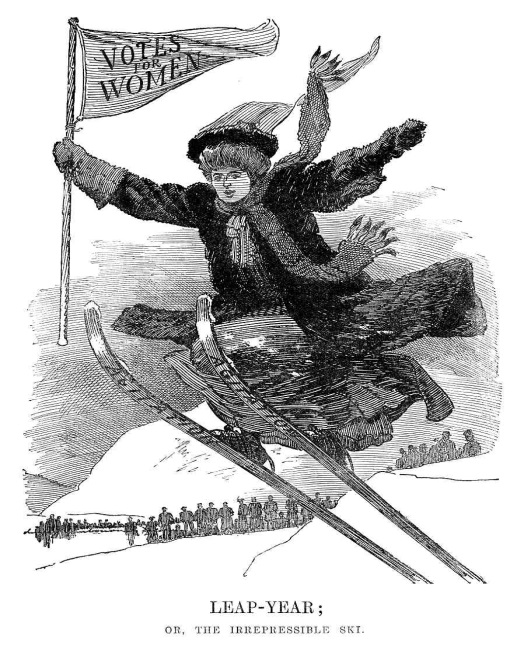 VOTES
FOR
WOMEN
LEAP-YEAR;
OR, THE IRREPRESSIBLE SKI.